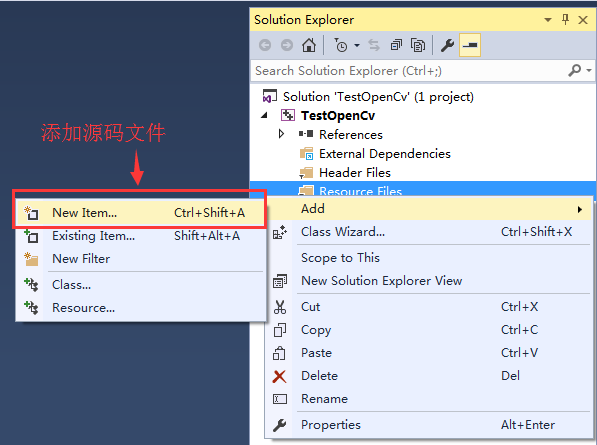 Solution Explorer
Search Solution Explorer (Ctrl+;)
Solution 'TestOpenCv' (1 project)
TestOpenCv
References
External Dependencies
Header Files
Resource Files
添加源码文件
New Item... Ctrl+Shift+A
Existing Item... Shift+Alt+A
New Filter
Class...
Resource...
Add
Class Wizard... Ctrl+Shift+X
Scope to This
New Solution Explorer View
Cut Ctrl+X
Copy Ctrl+C
Paste Ctrl+V
Delete Del
Rename
Properties Alt+Enter